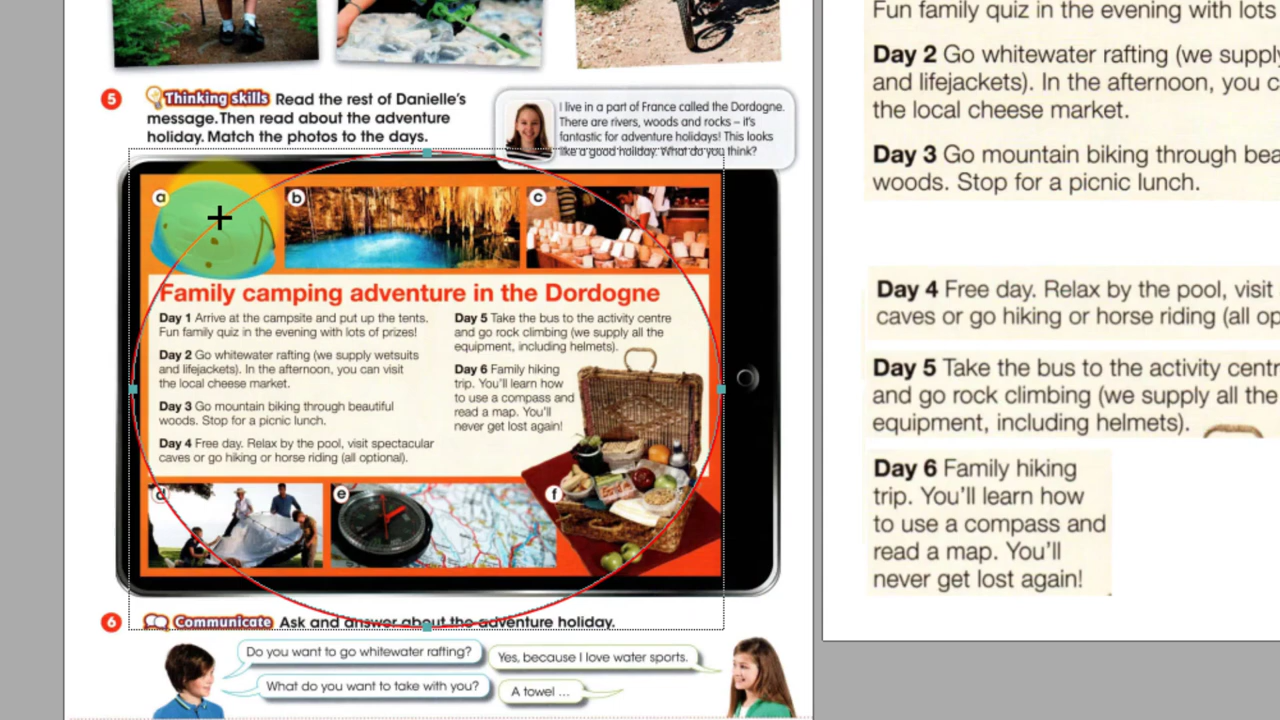 5 Thinking skills Read the rest of Danielle's
message. Then read about the adventure
holiday. Match the photos to the days.
I live in a part of France called the Dordogne.
There are rivers, woods and rocks – it's
fantastic for adventure holidays! This looks
like a good holiday. What do you think?
a
b
c
Family camping adventure in the Dordogne
Day 1 Arrive at the campsite and put up the tents.
Fun family quiz in the evening with lots of prizes!
Day 2 Go whitewater rafting (we supply wetsuits
and lifejackets). In the afternoon, you can visit
the local cheese market.
Day 3 Go mountain biking through beautiful
woods. Stop for a picnic lunch.
Day 4 Free day. Relax by the pool, visit spectacular
caves or go hiking or horse riding (all optional).
Day 5 Take the bus to the activity centre
and go rock climbing (we supply all the
equipment, including helmets).
Day 6 Family hiking
trip. You'll learn how
to use a compass and
read a map. You'll
never get lost again!
d
e
f
6 Communicate Ask and answer about the adventure holiday.
Do you want to go whitewater rafting?
Yes, because I love water sports.
What do you want to take with you?
A towel ...
Fun family quiz in the evening with lots
Day 2 Go whitewater rafting (we supply
and lifejackets). In the afternoon, you c
the local cheese market.
Day 3 Go mountain biking through bea
woods. Stop for a picnic lunch.
Day 4 Free day. Relax by the pool, visit
caves or go hiking or horse riding (all op
Day 5 Take the bus to the activity centr
and go rock climbing (we supply all the
equipment, including helmets).
Day 6 Family hiking
trip. You'll learn how
to use a compass and
read a map. You'll
never get lost again!